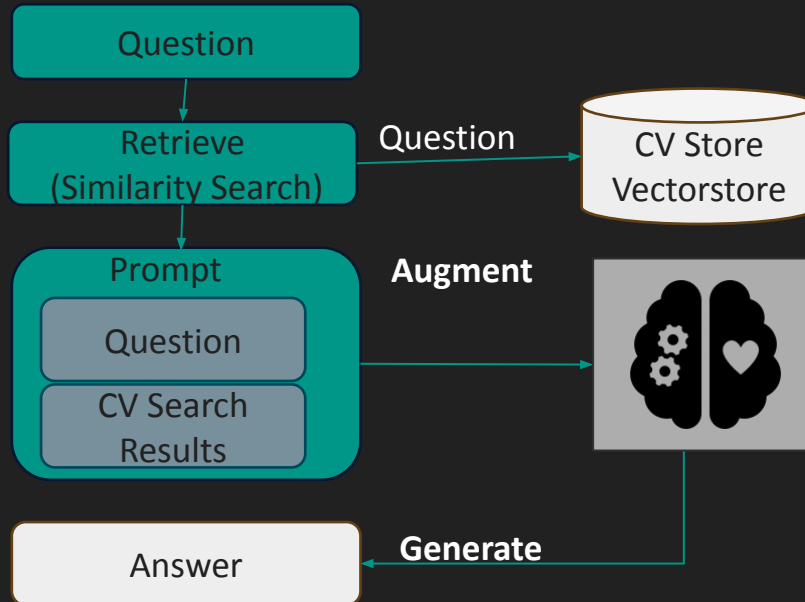 Question
Retrieve
(Similarity Search)
Question
CV Store
Vectorstore
Prompt
Augment
Question
CV Search
Results
Generate
Answer